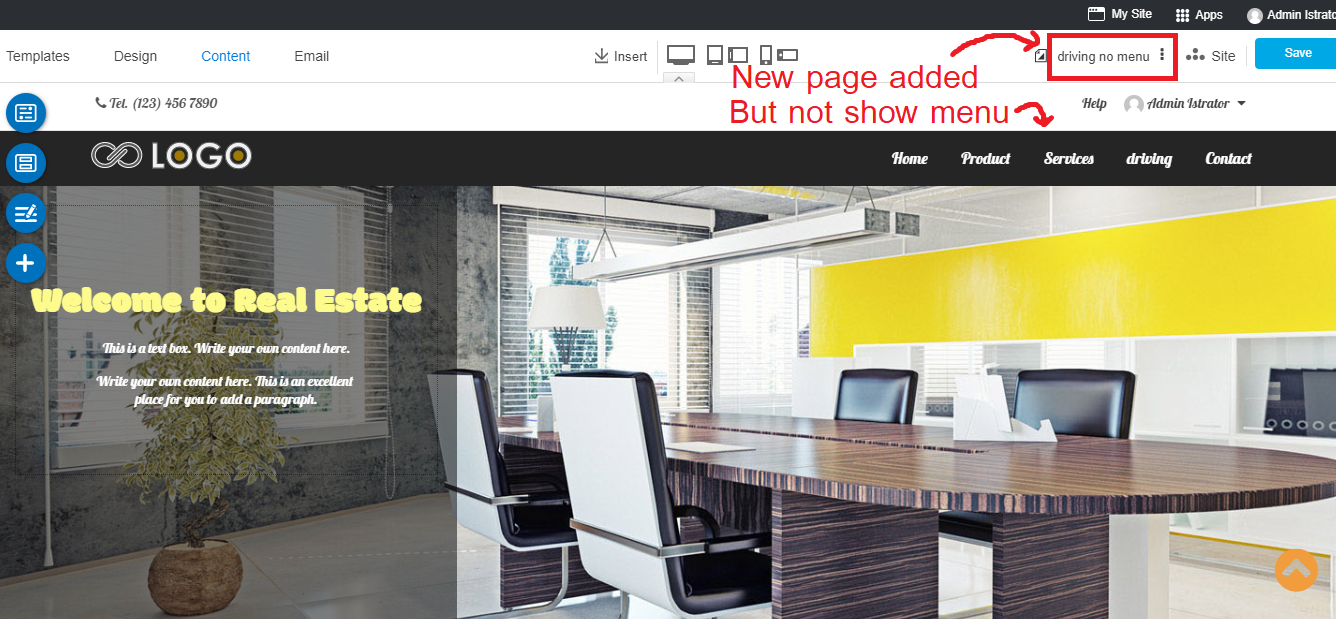 My Site Apps Admin Istrato
Templates Design Content Email Insert driving no menu Site Save
New page added
But not show menu
Tel. (123) 456 7890 Help Admin Istrator
LOGO Home Product Services driving Contact
Welcome to Real Estate
This is a text box. Write your own content here.
Write your own content here. This is an excellent
place for you to add a paragraph.